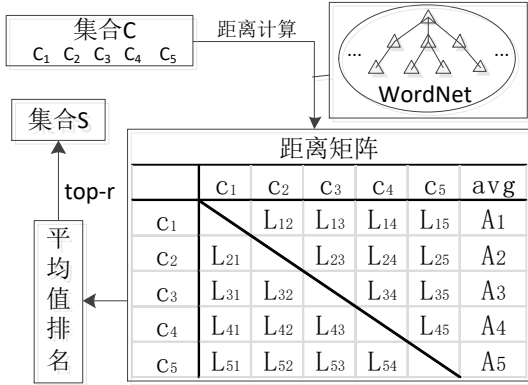 集合C
C₁ C₂ C₃ C₄ C₅
距离计算
... ...
WordNet
集合S
top-r
平均值排名
距离矩阵
C₁ C₂ C₃ C₄ C₅ avg
C₁ L₁₂ L₁₃ L₁₄ L₁₅ A1
C₂ L₂₁ L₂₃ L₂₄ L₂₅ A2
C₃ L₃₁ L₃₂ L₃₄ L₃₅ A3
C₄ L₄₁ L₄₂ L₄₃ L₄₅ A4
C₅ L₅₁ L₅₂ L₅₃ L₅₄ A5